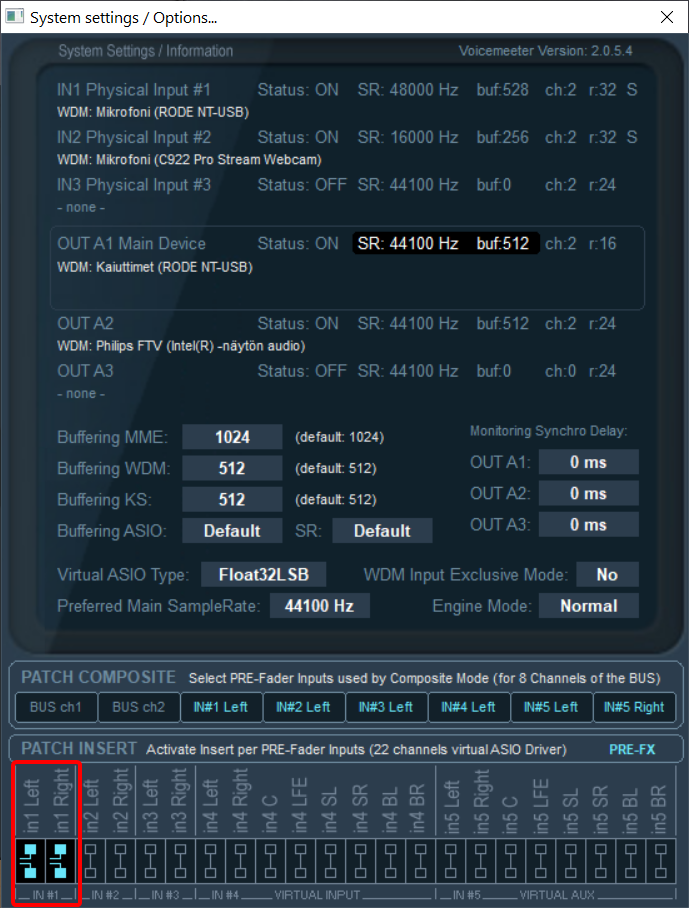 System settings / Options...
System Settings / Information Voicemeeter Version: 2.0.5.4
IN1 Physical Input #1 Status: ON SR: 48000 Hz buf:528 ch:2 r:32 S
WDM: Mikrofoni (RODE NT-USB)
IN2 Physical Input #2 Status: ON SR: 16000 Hz buf:256 ch:2 r:32 S
WDM: Mikrofoni (C922 Pro Stream Webcam)
IN3 Physical Input #3 Status: OFF SR: 44100 Hz buf:0 ch:2 r:24
- none -
OUT A1 Main Device Status: ON SR: 44100 Hz buf:512 ch:2 r:16
WDM: Kaiuttimet (RODE NT-USB)
OUT A2 Status: ON SR: 44100 Hz buf:512 ch:2 r:24
WDM: Philips FTV (Intel(R) -näytön audio)
OUT A3 Status: OFF SR: 44100 Hz buf:0 ch:0 r:24
- none -
Buffering MME: 1024 (default: 1024)
Buffering WDM: 512 (default: 512)
Buffering KS: 512 (default: 512)
Buffering ASIO: Default SR: Default
Monitoring Synchro Delay:
OUT A1: 0 ms
OUT A2: 0 ms
OUT A3: 0 ms
Virtual ASIO Type: Float32LSB WDM Input Exclusive Mode: No
Preferred Main SampleRate: 44100 Hz Engine Mode: Normal
PATCH COMPOSITE Select PRE-Fader Inputs used by Composite Mode (for 8 Channels of the BUS)
BUS ch1 BUS ch2 IN#1 Left IN#2 Left IN#3 Left IN#4 Left IN#5 Left IN#5 Right
PATCH INSERT Activate Insert per PRE-Fader Inputs (22 channels virtual ASIO Driver) PRE-FX
in1 Left
in1 Right
in2 Left
in2 Right
in3 Left
in3 Right
in4 Left
in4 Right
in4 C
in4 LFE
in4 SL
in4 SR
in4 BL
in4 BR
in5 Left
in5 Right
in5 C
in5 LFE
in5 SL
in5 SR
in5 BL
in5 BR
IN #1 IN #2 IN #3 IN #4 VIRTUAL INPUT IN #5 VIRTUAL AUX